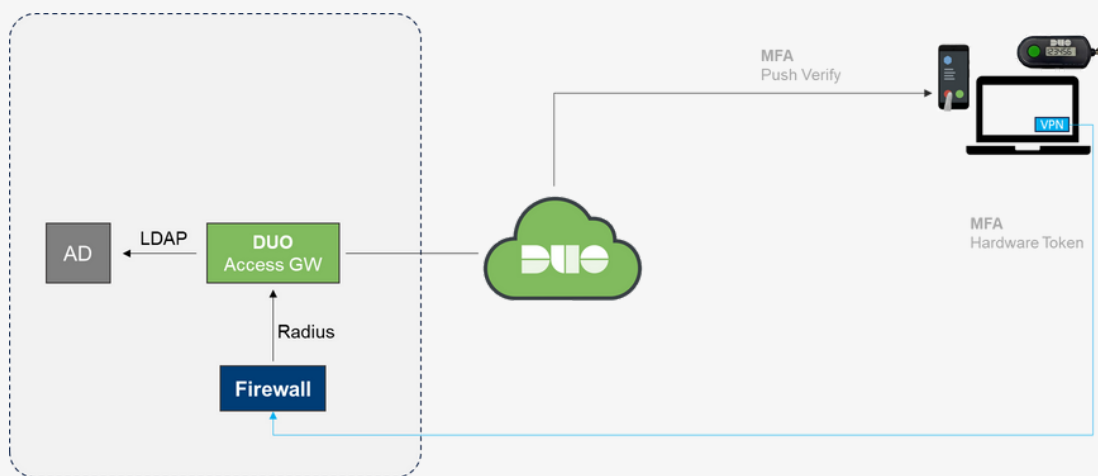 MFA
Push Verify
DUO
VPN
AD
LDAP
DUO
Access GW
DUO
MFA
Hardware Token
Radius
Firewall